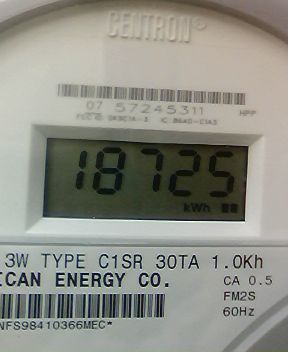 CENTRON®
07 57245311 HPP
18725
kWh
3W TYPE C1SR 30TA 1.0Kh
ICAN ENERGY CO.
CA 0.5
FM2S
60Hz
NFS98410366MEC*